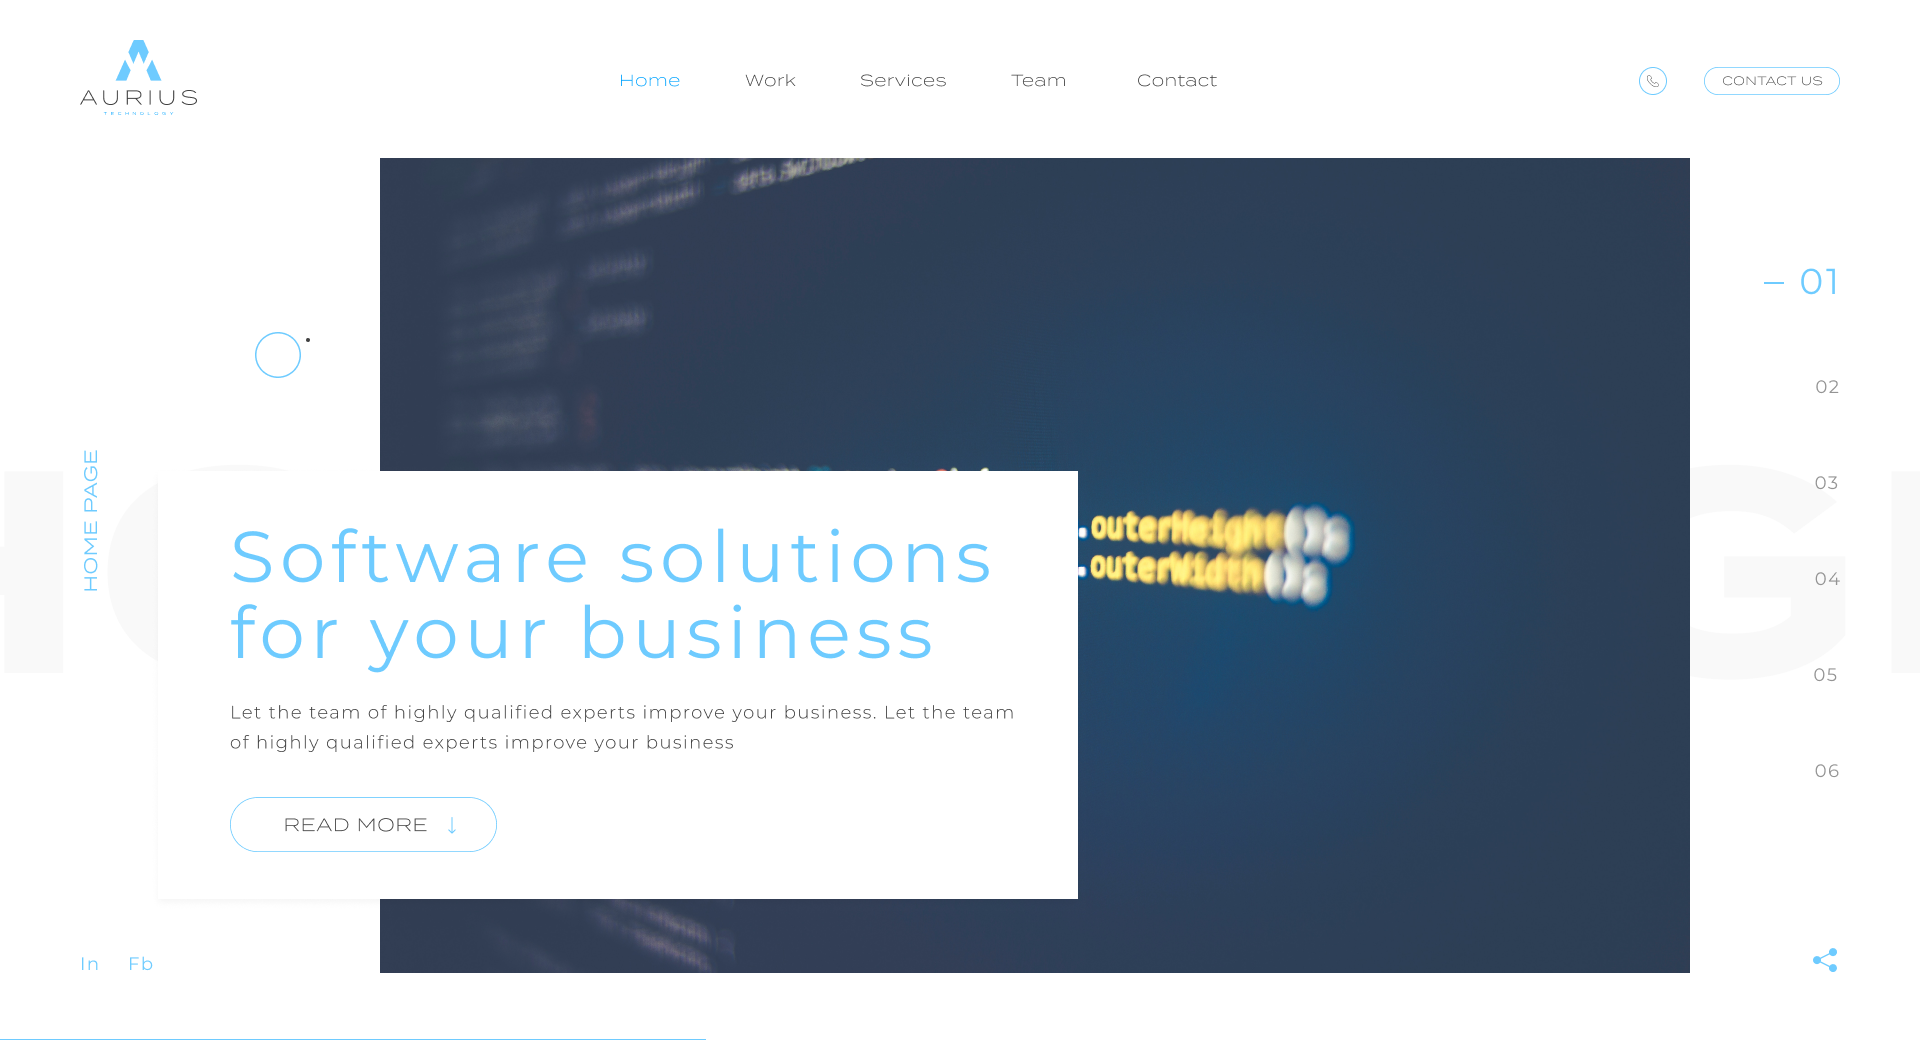 AURIUS
TECHNOLOGY
Home
Work
Services
Team
Contact
CONTACT US
01
02
03
04
05
06
HOME PAGE
.outerHeight
.outerWidth
Software solutions
for your business
Let the team of highly qualified experts improve your business. Let the team
of highly qualified experts improve your business
READ MORE
In
Fb